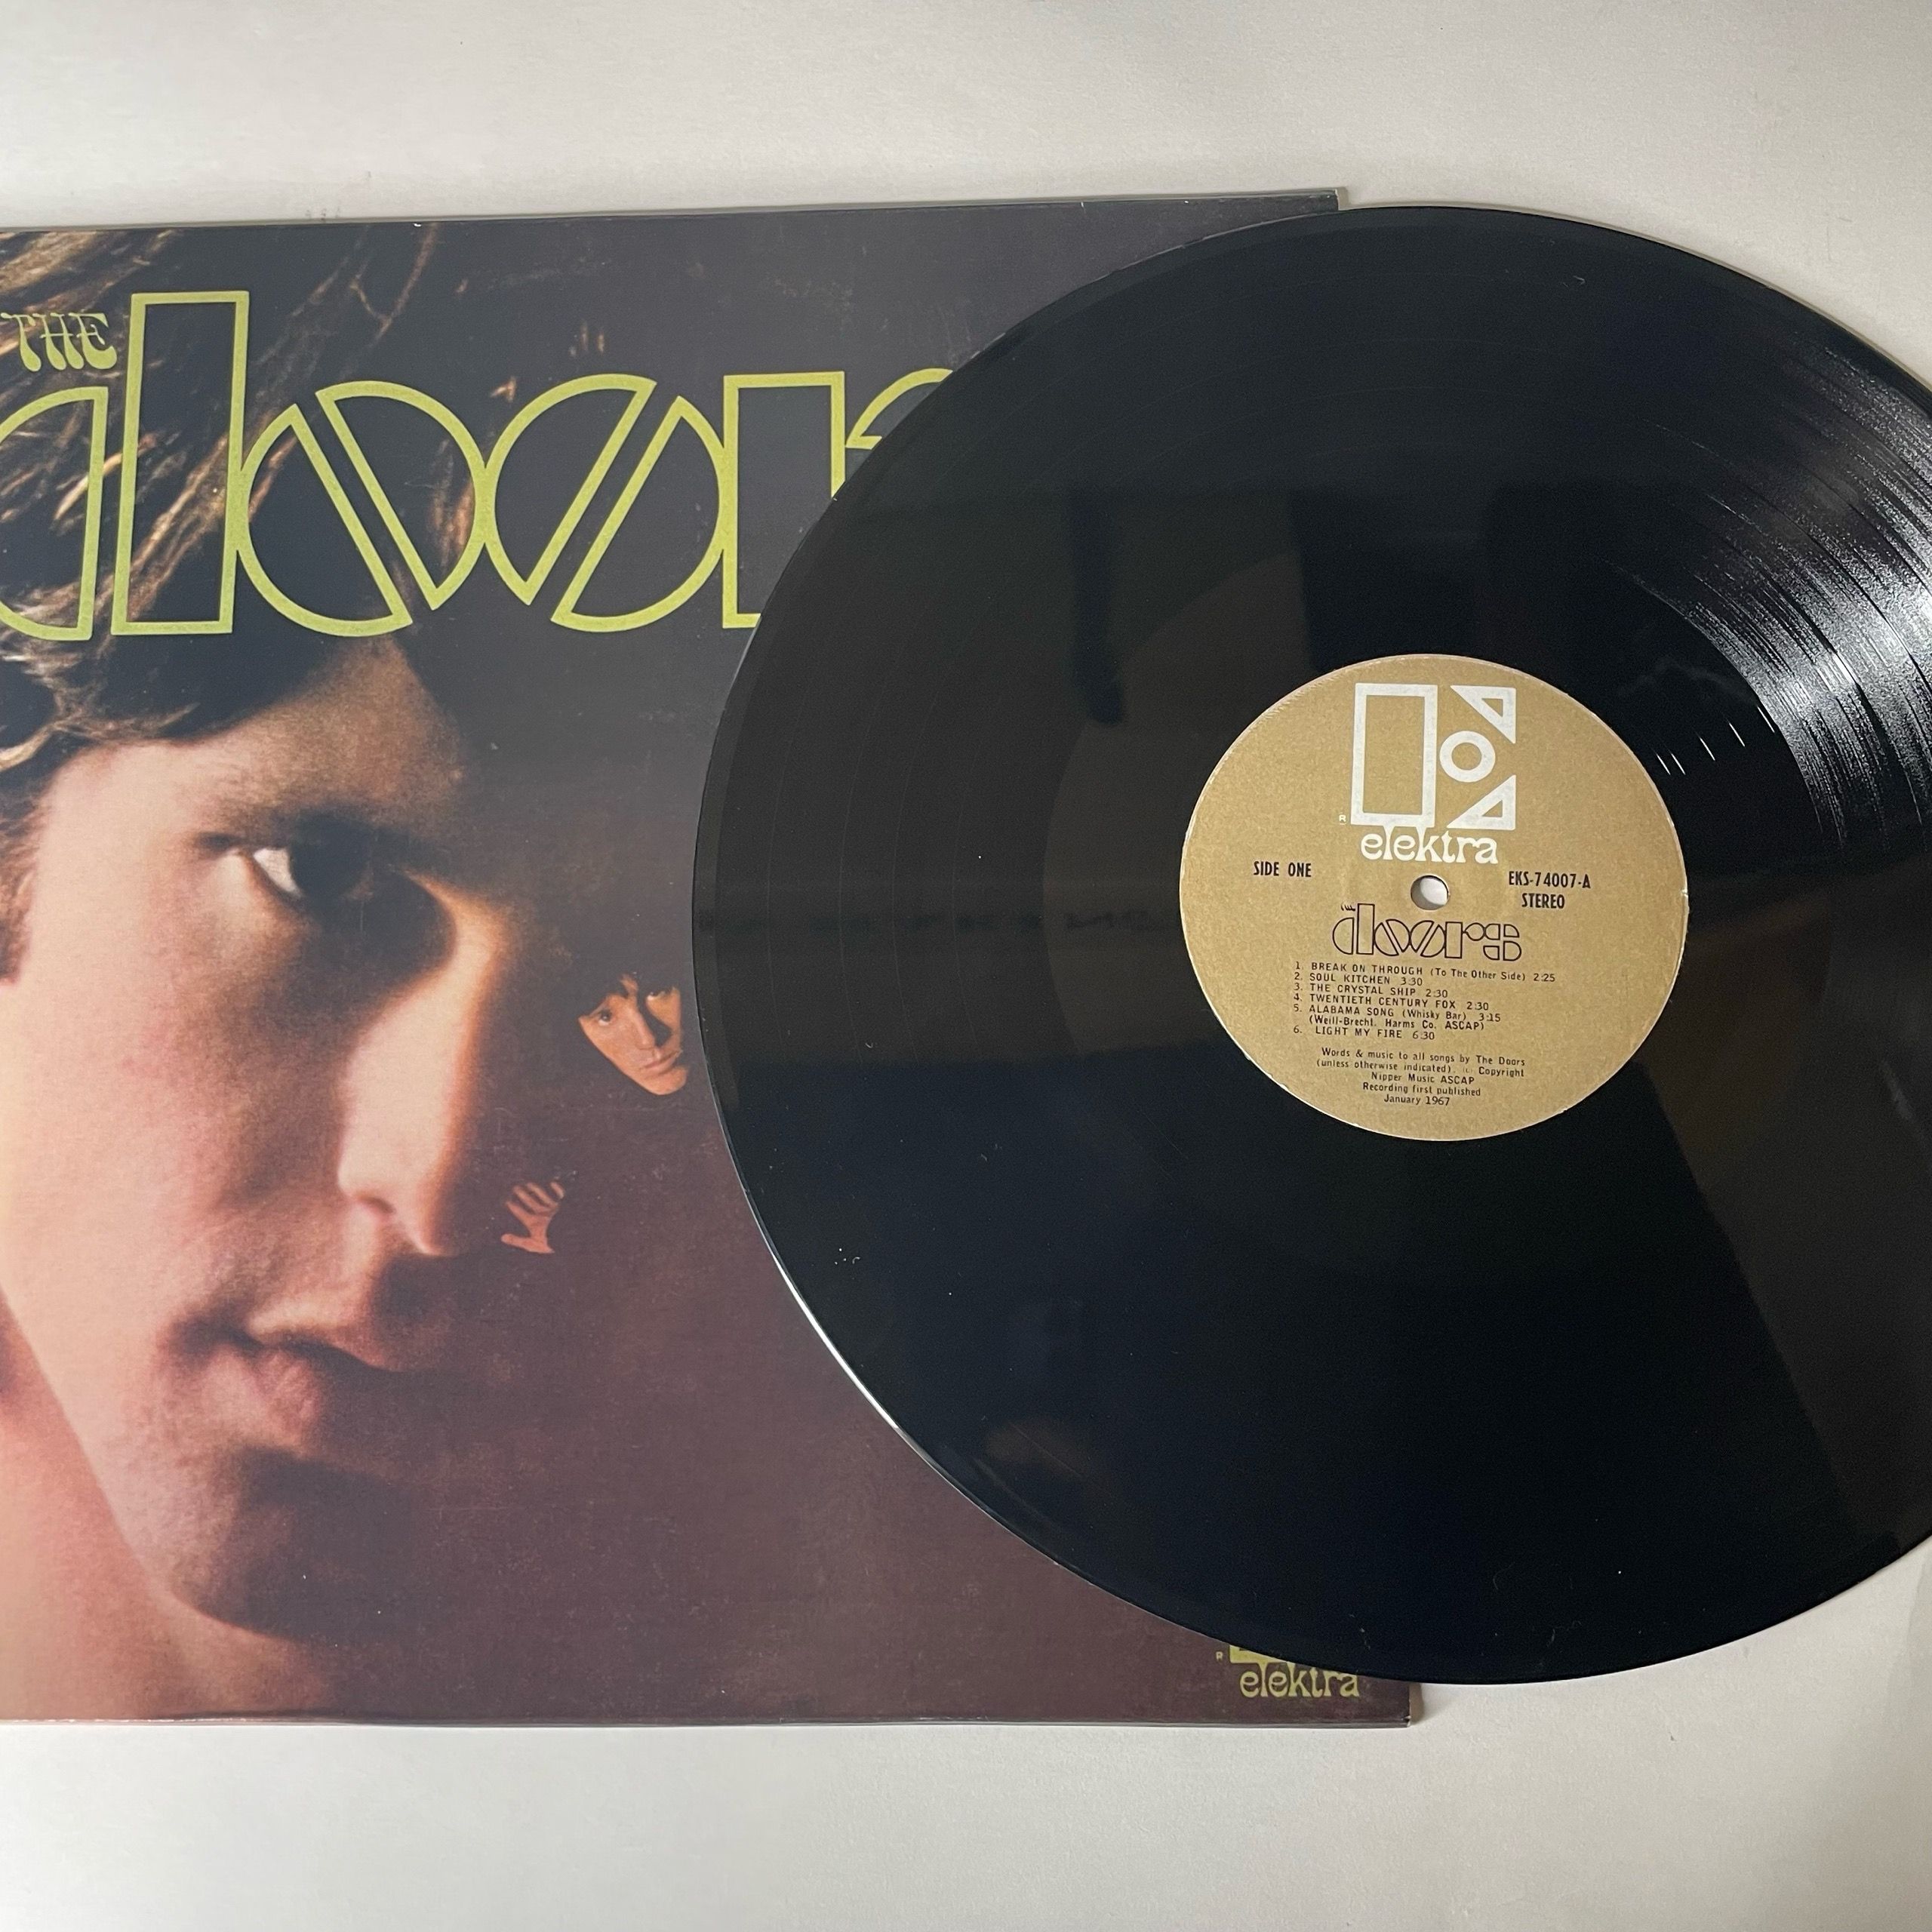 THE
doors
elektra
SIDE ONE
EKS-74007-A
STEREO
THE
doors
1. BREAK ON THROUGH (To The Other Side) 2:25
2. SOUL KITCHEN 3:30
3. THE CRYSTAL SHIP 2:30
4. TWENTIETH CENTURY FOX 2:30
5. ALABAMA SONG (Whisky Bar) 3:15
(Weill-Brecht, Harms Co. ASCAP)
6. LIGHT MY FIRE 6:30
Words & music to all songs by The Doors
(unless otherwise indicated). (c) Copyright
Nipper Music ASCAP
Recording first published
January 1967
R
R
elektra